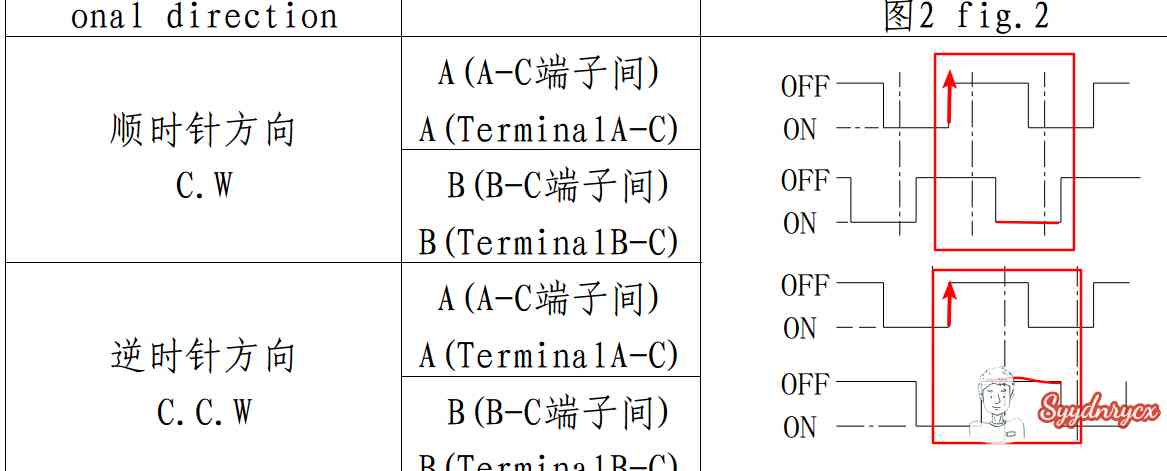 onal direction
图2 fig.2
顺时针方向
C.W
A(A-C端子间)
A(TerminalA-C)
B(B-C端子间)
B(TerminalB-C)
OFF
ON
OFF
ON
逆时针方向
C.C.W
A(A-C端子间)
A(TerminalA-C)
B(B-C端子间)
B(TerminalB-C)
OFF
ON
OFF
ON
Syydnrycx